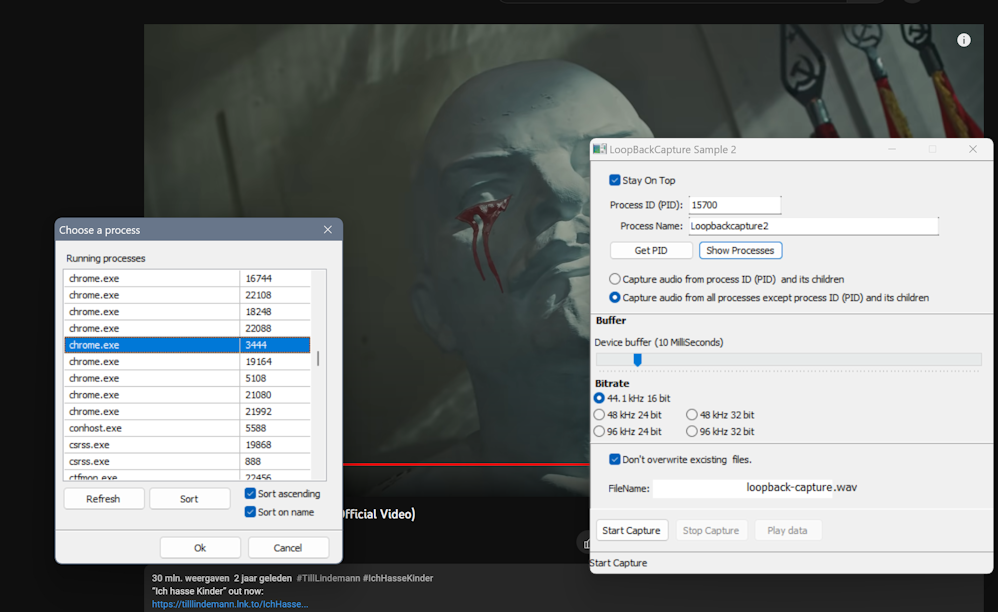 LoopBackCapture Sample 2
Stay On Top
Process ID (PID): 15700
Process Name: Loopbackcapture2
Get PID Show Processes
Capture audio from process ID (PID) and its children
Capture audio from all processes except process ID (PID) and its children
Buffer
Device buffer (10 MilliSeconds)
Bitrate
44.1 kHz 16 bit
48 kHz 24 bit 48 kHz 32 bit
96 kHz 24 bit 96 kHz 32 bit
Don't overwrite excisting files.
FileName: loopback-capture.wav
Start Capture Stop Capture Play data
Start Capture
Choose a process
Running processes
chrome.exe 16744
chrome.exe 22108
chrome.exe 18248
chrome.exe 22088
chrome.exe 3444
chrome.exe 19164
chrome.exe 5108
chrome.exe 21080
chrome.exe 21992
conhost.exe 5588
csrss.exe 19868
csrss.exe 888
ctfmon.exe 22456
Refresh Sort Sort ascending
Sort on name
Ok Cancel
fficial Video)
30 mln. weergaven 2 jaar geleden #TillLindemann #IchHasseKinder
"Ich hasse Kinder" out now:
https://tilllindemann.lnk.to/IchHasse...